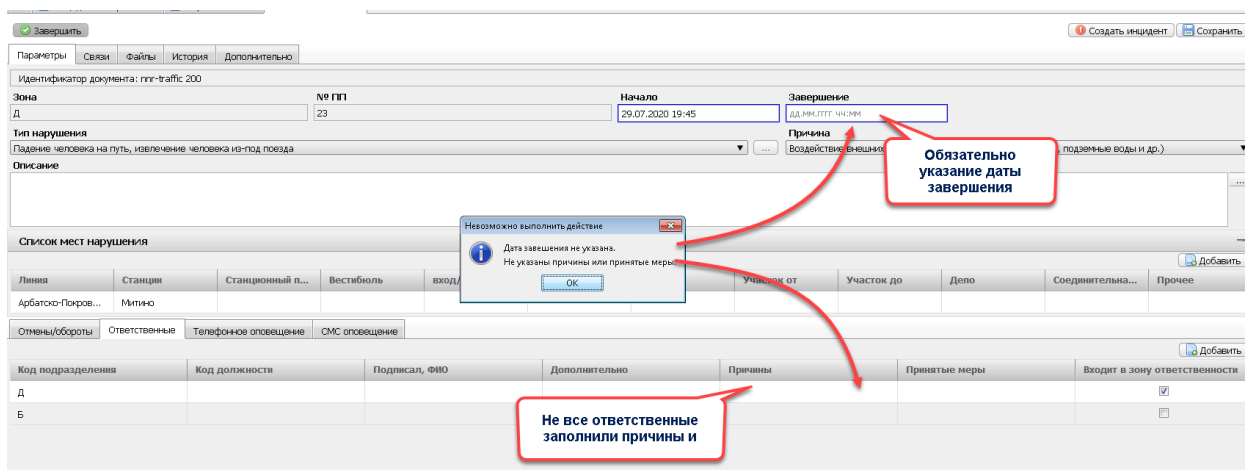 Завершить
Создать инцидент Сохранить
Параметры Связи Файлы История Дополнительно
Идентификатор документа: nnr-traffic 200
Зона № ПП Начало Завершение
Д 23 29.07.2020 19:45 дд.мм.гггг чч:мм
Тип нарушения Причина
Падение человека на путь, извлечение человека из-под поезда ... Воздействие внешних , подземные воды и др.)
Обязательно
указание даты
завершения
Описание
...
Невозможно выполнить действие
Дата завешения не указана.
Не указаны причины или принятые меры.
ОК
Список мест нарушения
Добавить
Линия Станции Станционный п... Вестибюль вход/ Участок от Участок до Депо Соединительна... Прочее
Арбатско-Покров... Митино
Отмены/обороты Ответственные Телефонное оповещение СМС оповещение
Добавить
Код подразделения Код должности Подписал, ФИО Дополнительно Причины Принятые меры Входит в зону ответственности
Д
Б
Не все ответственные
заполнили причины и